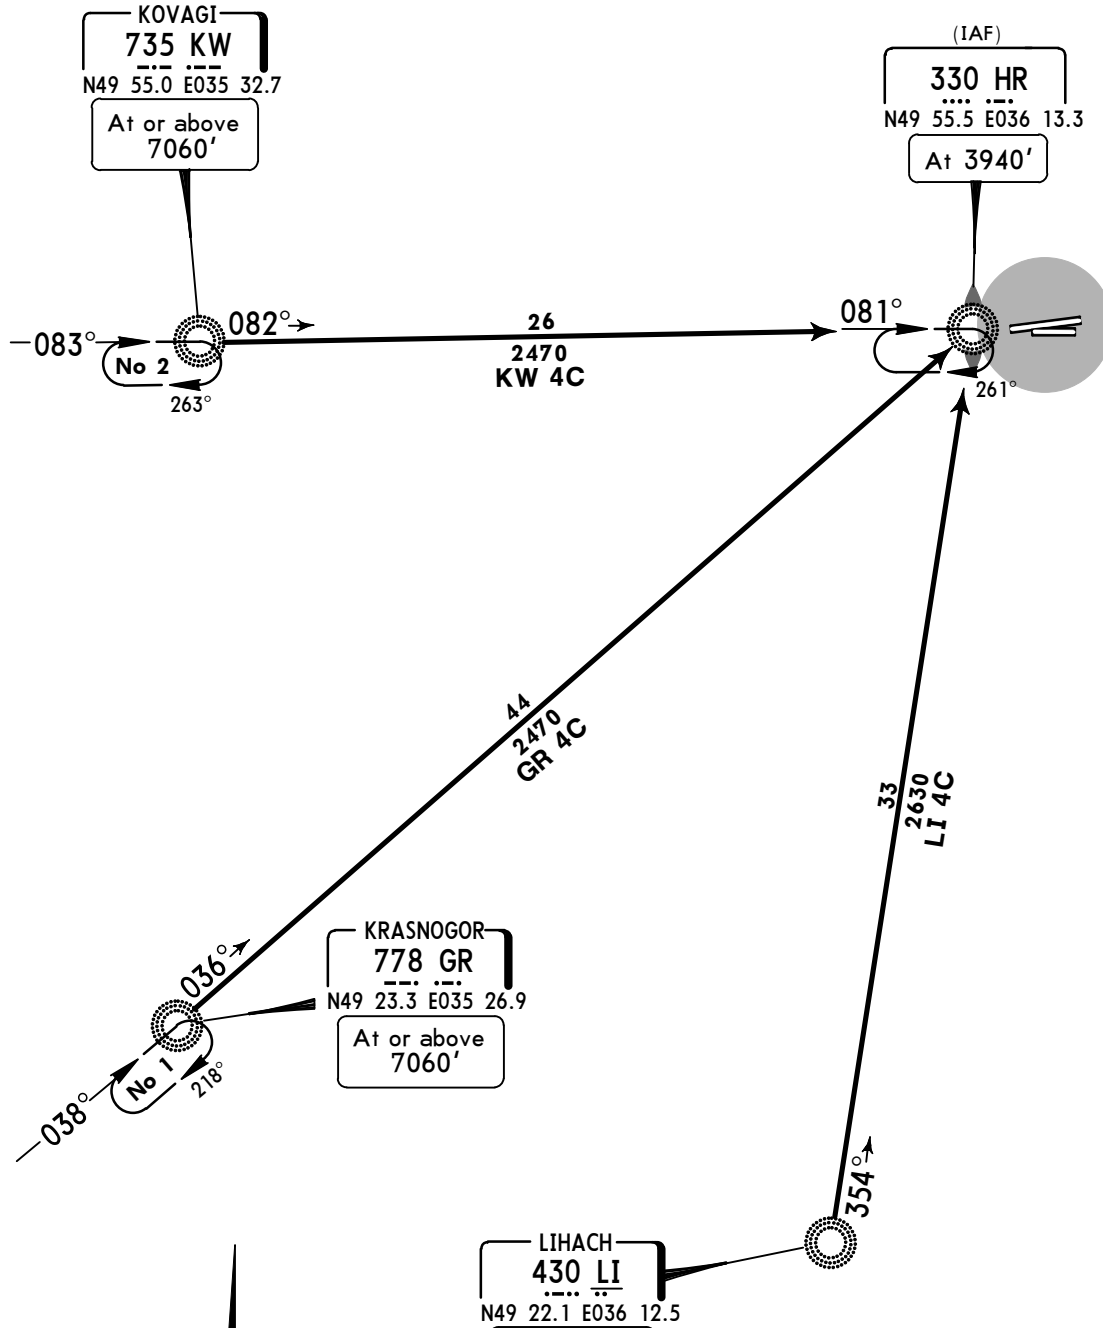 KOVAGI
735 KW
N49 55.0 E035 32.7
At or above
7060'
(IAF)
330 HR
N49 55.5 E036 13.3
At 3940'
083°
No 2
263°
082°
26
2470
KW 4C
081°
261°
44
2470
GR 4C
33
2630
LI 4C
KRASNOGOR
778 GR
N49 23.3 E035 26.9
At or above
7060'
036°
No 1
218°
038°
354°
LIHACH
430 LI
N49 22.1 E036 12.5